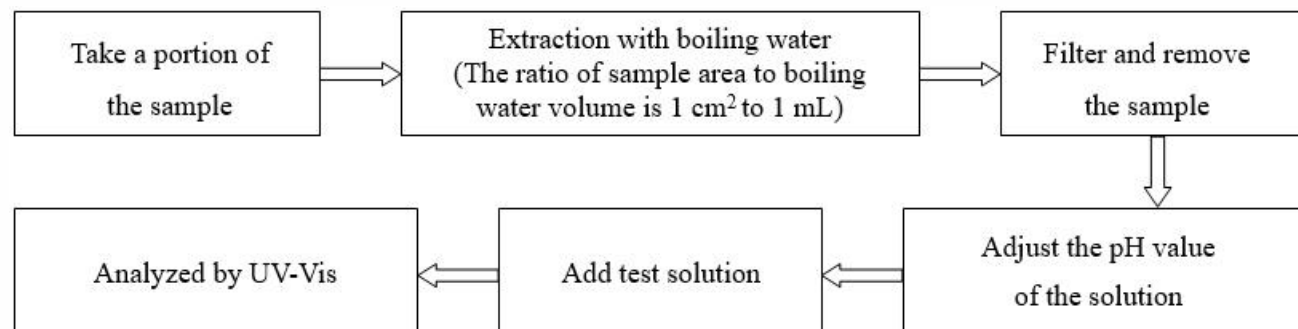 Take a portion of
the sample
Extraction with boiling water
(The ratio of sample area to boiling
water volume is 1 cm² to 1 mL)
Filter and remove
the sample
Adjust the pH value
of the solution
Add test solution
Analyzed by UV-Vis